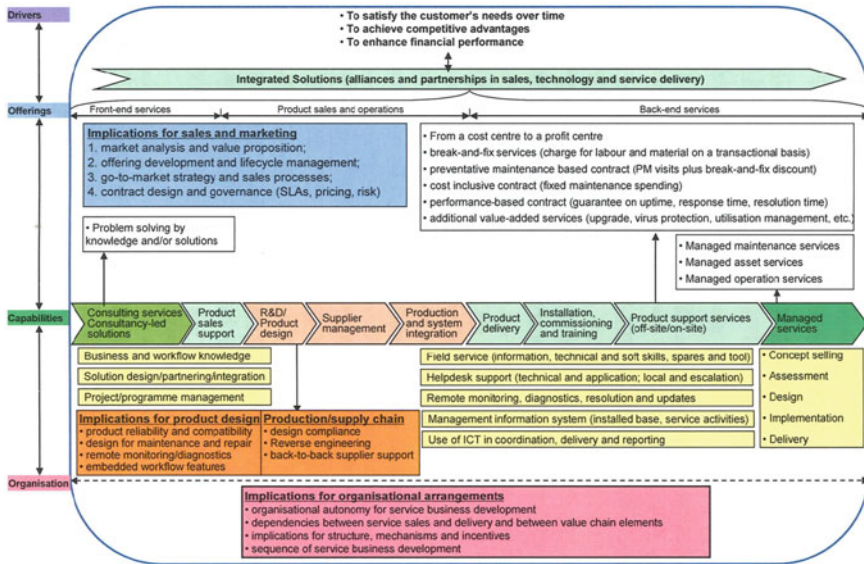 Drivers
• To satisfy the customer's needs over time
• To achieve competitive advantages
• To enhance financial performance
Integrated Solutions (alliances and partnerships in sales, technology and service delivery)
Offerings
Front-end services
Product sales and operations
Back-end services
Implications for sales and marketing
1. market analysis and value proposition;
2. offering development and lifecycle management;
3. go-to-market strategy and sales processes;
4. contract design and governance (SLAs, pricing, risk)
• From a cost centre to a profit centre
• break-and-fix services (charge for labour and material on a transactional basis)
• preventative maintenance based contract (PM visits plus break-and-fix discount)
• cost inclusive contract (fixed maintenance spending)
• performance-based contract (guarantee on uptime, response time, resolution time)
• additional value-added services (upgrade, virus protection, utilisation management, etc.)
• Problem solving by
knowledge and/or solutions
• Managed maintenance services
• Managed asset services
• Managed operation services
Capabilities
Consulting services
Consultancy-led
solutions
Product
sales
support
R&D/
Product
design
Supplier
management
Production
and system
integration
Product
delivery
Installation,
commissioning
and training
Product support services
(off-site/on-site)
Managed
services
Business and workflow knowledge
Solution design/partnering/integration
Project/programme management
Field service (information, technical and soft skills, spares and tool)
Helpdesk support (technical and application; local and escalation)
Remote monitoring, diagnostics, resolution and updates
Management information system (installed base, service activities)
Use of ICT in coordination, delivery and reporting
• Concept selling
• Assessment
• Design
• Implementation
• Delivery
Implications for product design
• product reliability and compatibility
• design for maintenance and repair
• remote monitoring/diagnostics
• embedded workflow features
Production/supply chain
• design compliance
• Reverse engineering
• back-to-back supplier support
Organisation
Implications for organisational arrangements
• organisational autonomy for service business development
• dependencies between service sales and delivery and between value chain elements
• implications for structure, mechanisms and incentives
• sequence of service business development